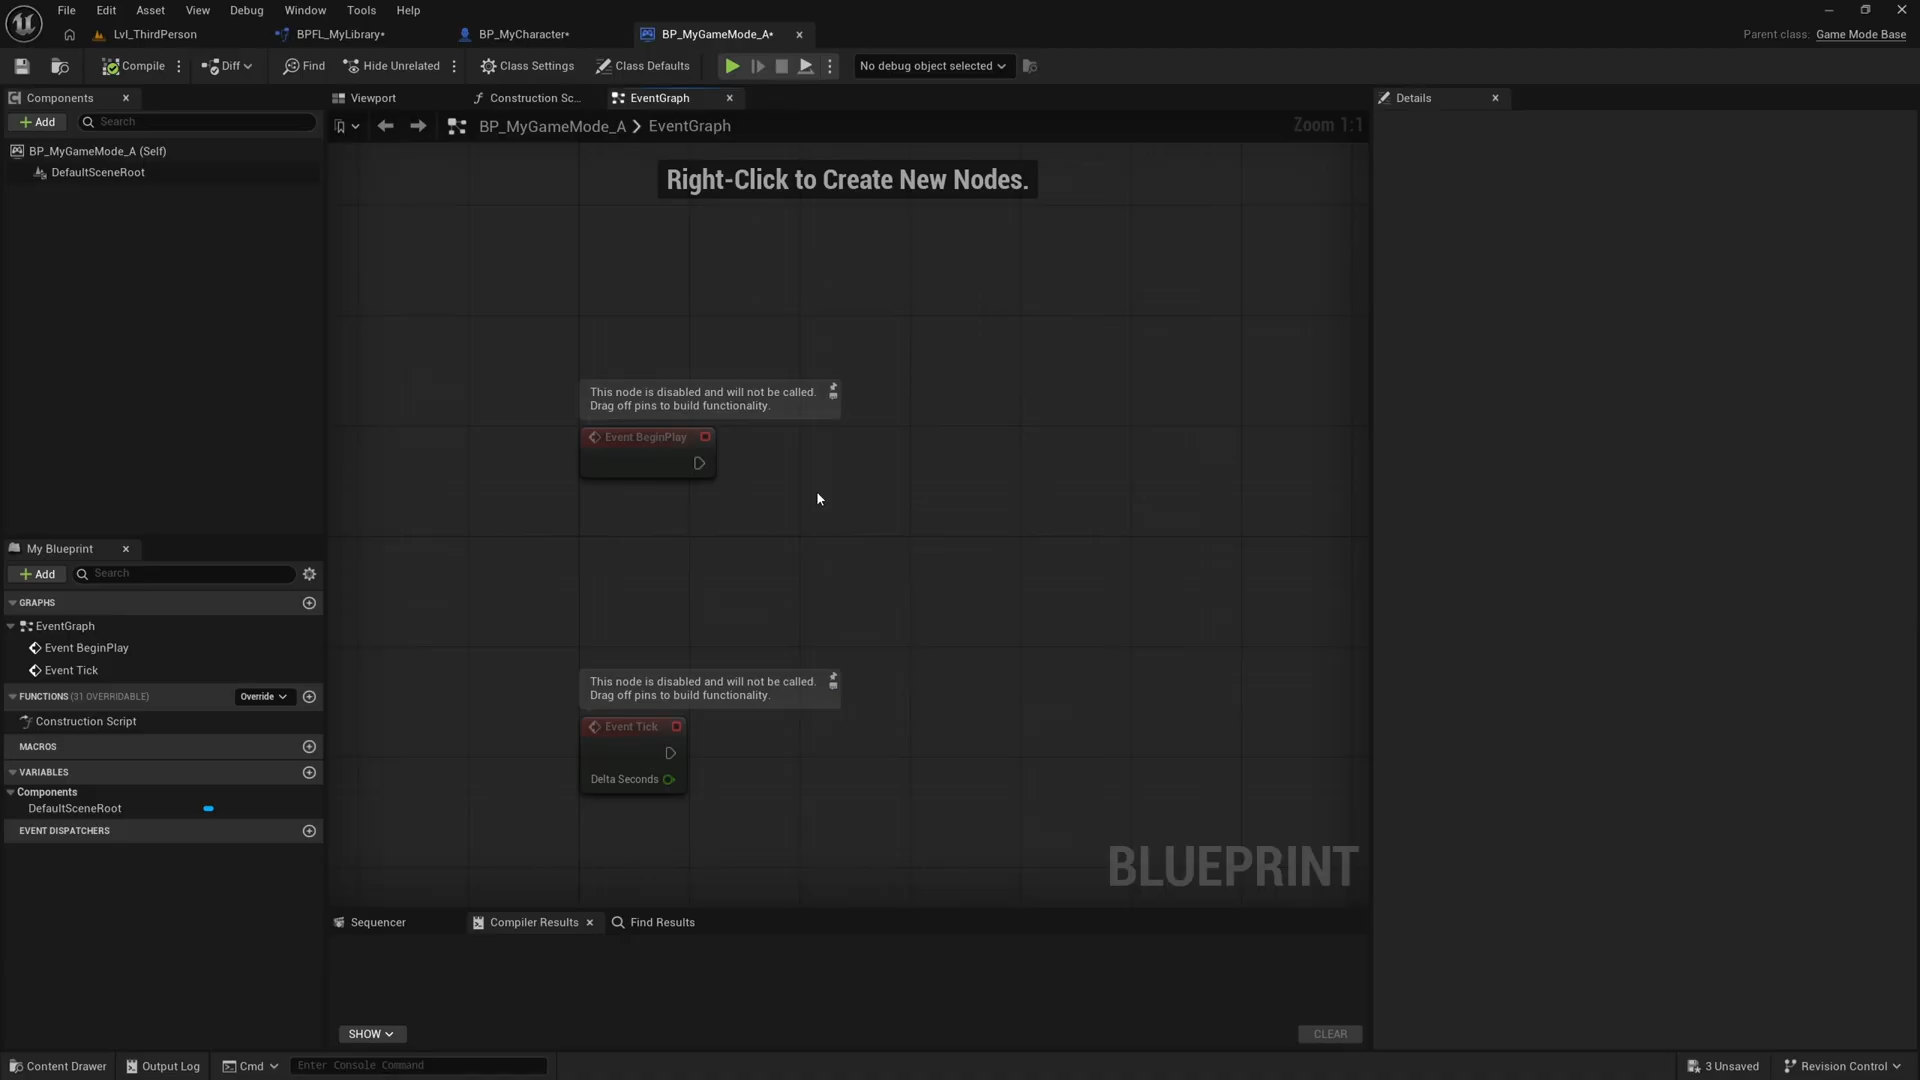 File Edit Asset View Debug Window Tools Help
Lvl_ThirdPerson BPFL_MyLibrary* BP_MyCharacter* BP_MyGameMode_A* Parent class: Game Mode Base
Compile Diff Find Hide Unrelated Class Settings Class Defaults No debug object selected
Components Viewport Construction Sc... EventGraph Details
Add Search BP_MyGameMode_A EventGraph Zoom 1:1
BP_MyGameMode_A (Self)
DefaultSceneRoot
Right-Click to Create New Nodes.
This node is disabled and will not be called.
Drag off pins to build functionality.
Event BeginPlay
My Blueprint
Add Search
GRAPHS
EventGraph
Event BeginPlay
Event Tick
FUNCTIONS (31 OVERRIDABLE) Override
Construction Script
MACROS
VARIABLES
Components
DefaultSceneRoot
EVENT DISPATCHERS
This node is disabled and will not be called.
Drag off pins to build functionality.
Event Tick
Delta Seconds
BLUEPRINT
Sequencer Compiler Results Find Results
SHOW CLEAR
Content Drawer Output Log Cmd Enter Console Command 3 Unsaved Revision Control